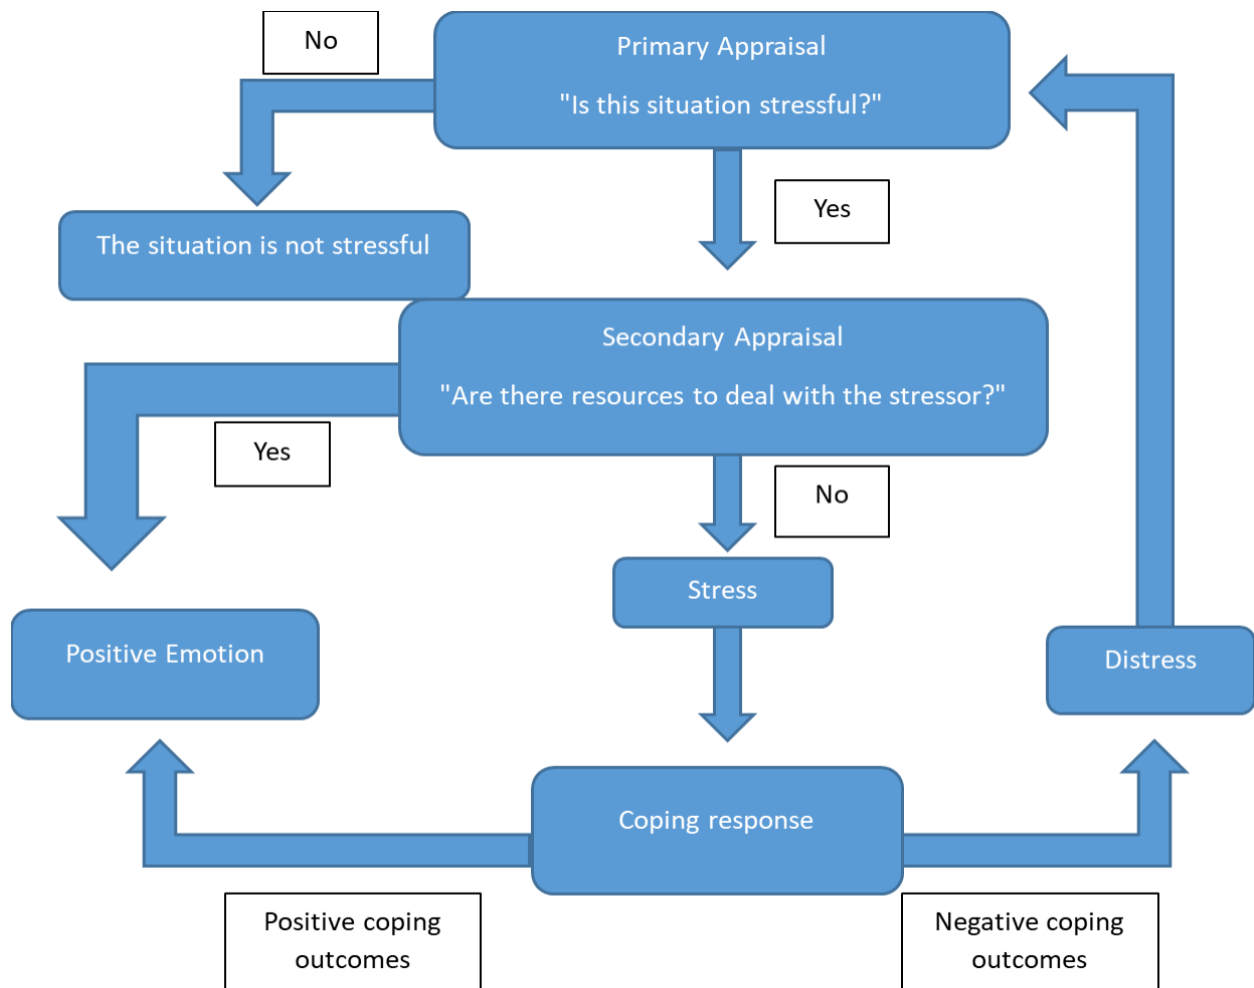 No
Primary Appraisal
"Is this situation stressful?"
Yes
The situation is not stressful
Secondary Appraisal
"Are there resources to deal with the stressor?"
Yes
No
Stress
Positive Emotion
Distress
Coping response
Positive coping
outcomes
Negative coping
outcomes